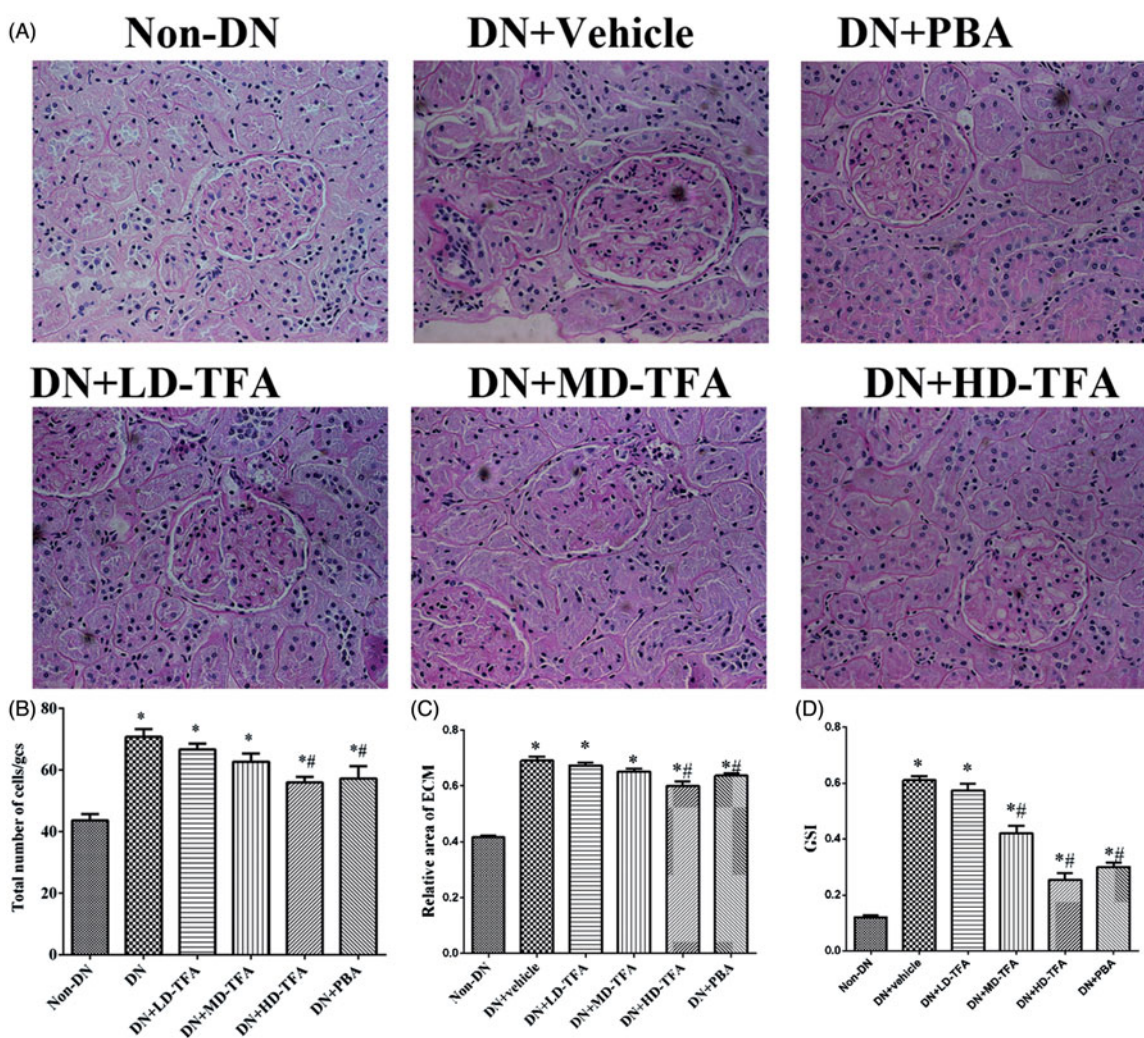 (A)
Non-DN DN+Vehicle DN+PBA
DN+LD-TFA DN+MD-TFA DN+HD-TFA
(B)
Total number of cells/gcs
80
60
40
20
0
* * * *# *#
Non-DN DN DN+LD-TFA DN+MD-TFA DN+HD-TFA DN+PBA
(C)
Relative area of ECM
0.8
0.6
0.4
0.2
0.0
* * * *# *#
Non-DN DN+vehicle DN+LD-TFA DN+MD-TFA DN+HD-TFA DN+PBA
(D)
GSI
0.8
0.6
0.4
0.2
0.0
* * *# *# *#
Non-DN DN+vehicle DN+LD-TFA DN+MD-TFA DN+HD-TFA DN+PBA